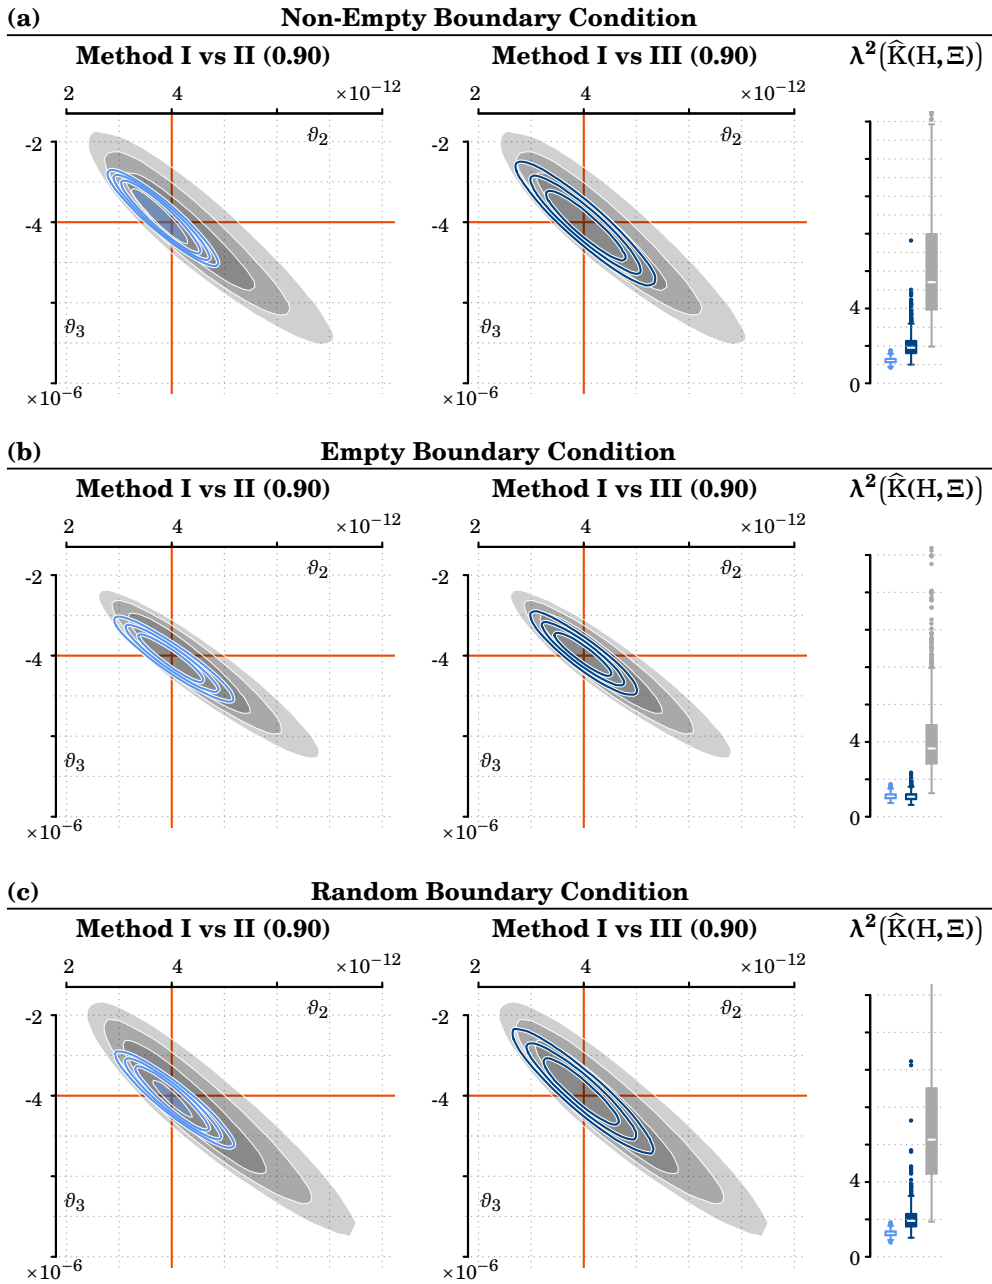 (a) Non-Empty Boundary Condition
Method I vs II (0.90) Method I vs III (0.90) λ²(K̂(H, Ξ))
2 4 ×10⁻¹² 2 4 ×10⁻¹²
ϑ₂ ϑ₂
-2 -2
-4 -4
4
ϑ₃ ϑ₃
0
×10⁻⁶ ×10⁻⁶
(b) Empty Boundary Condition
Method I vs II (0.90) Method I vs III (0.90) λ²(K̂(H, Ξ))
2 4 ×10⁻¹² 2 4 ×10⁻¹²
ϑ₂ ϑ₂
-2 -2
-4 -4
4
ϑ₃ ϑ₃
0
×10⁻⁶ ×10⁻⁶
(c) Random Boundary Condition
Method I vs II (0.90) Method I vs III (0.90) λ²(K̂(H, Ξ))
2 4 ×10⁻¹² 2 4 ×10⁻¹²
ϑ₂ ϑ₂
-2 -2
-4 -4
4
ϑ₃ ϑ₃
0
×10⁻⁶ ×10⁻⁶